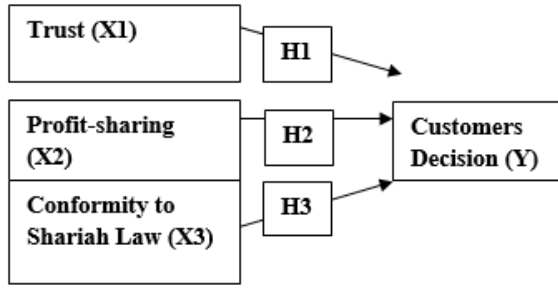 Trust (X1)
H1
Profit-sharing
(X2)
H2
Customers
Decision (Y)
Conformity to
Shariah Law (X3)
H3